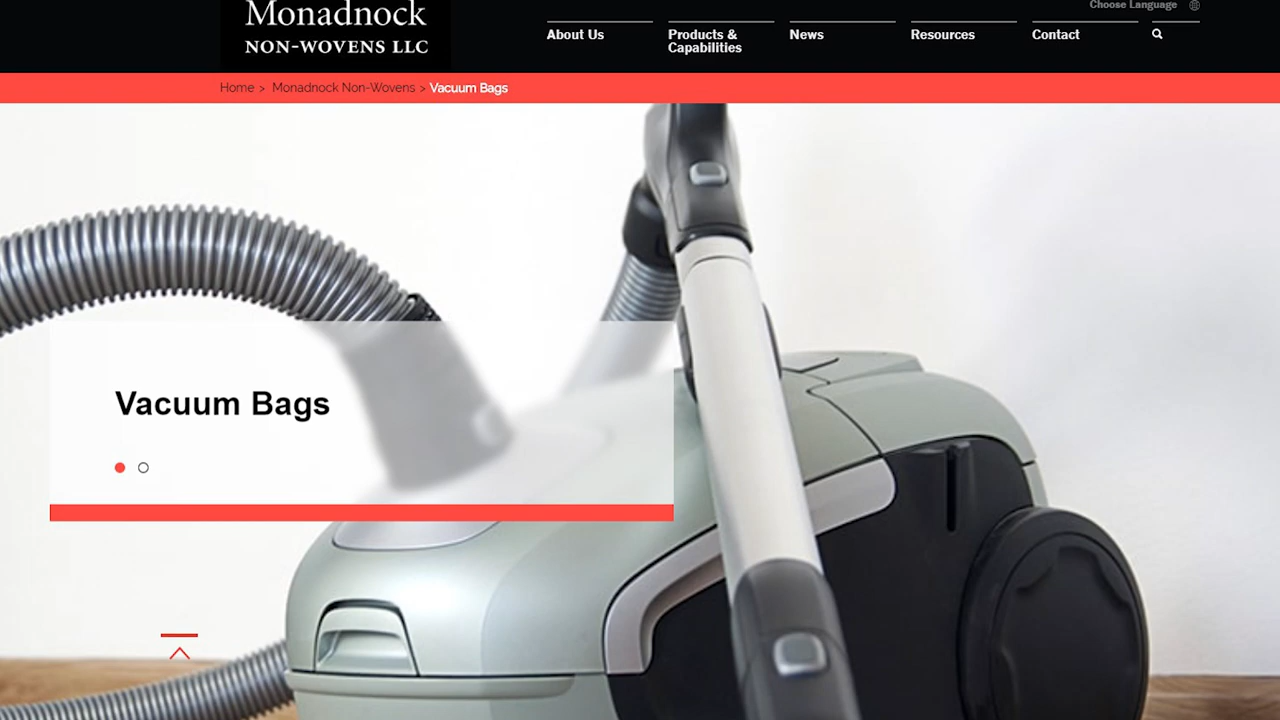 Choose Language
Monadnock
NON-WOVENS LLC
About Us
Products &
Capabilities
News
Resources
Contact
Home > Monadnock Non-Wovens > Vacuum Bags
Vacuum Bags